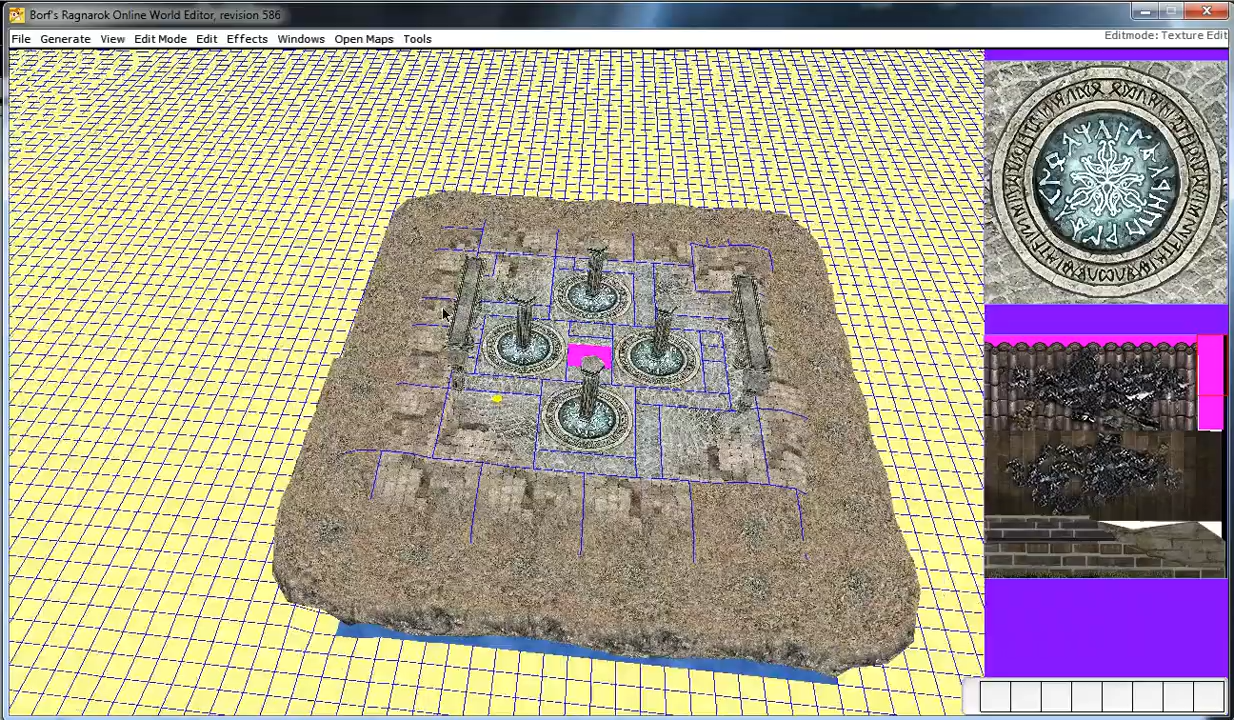 Borf's Ragnarok Online World Editor, revision 586
File Generate View Edit Mode Edit Effects Windows Open Maps Tools
Editmode: Texture Edit